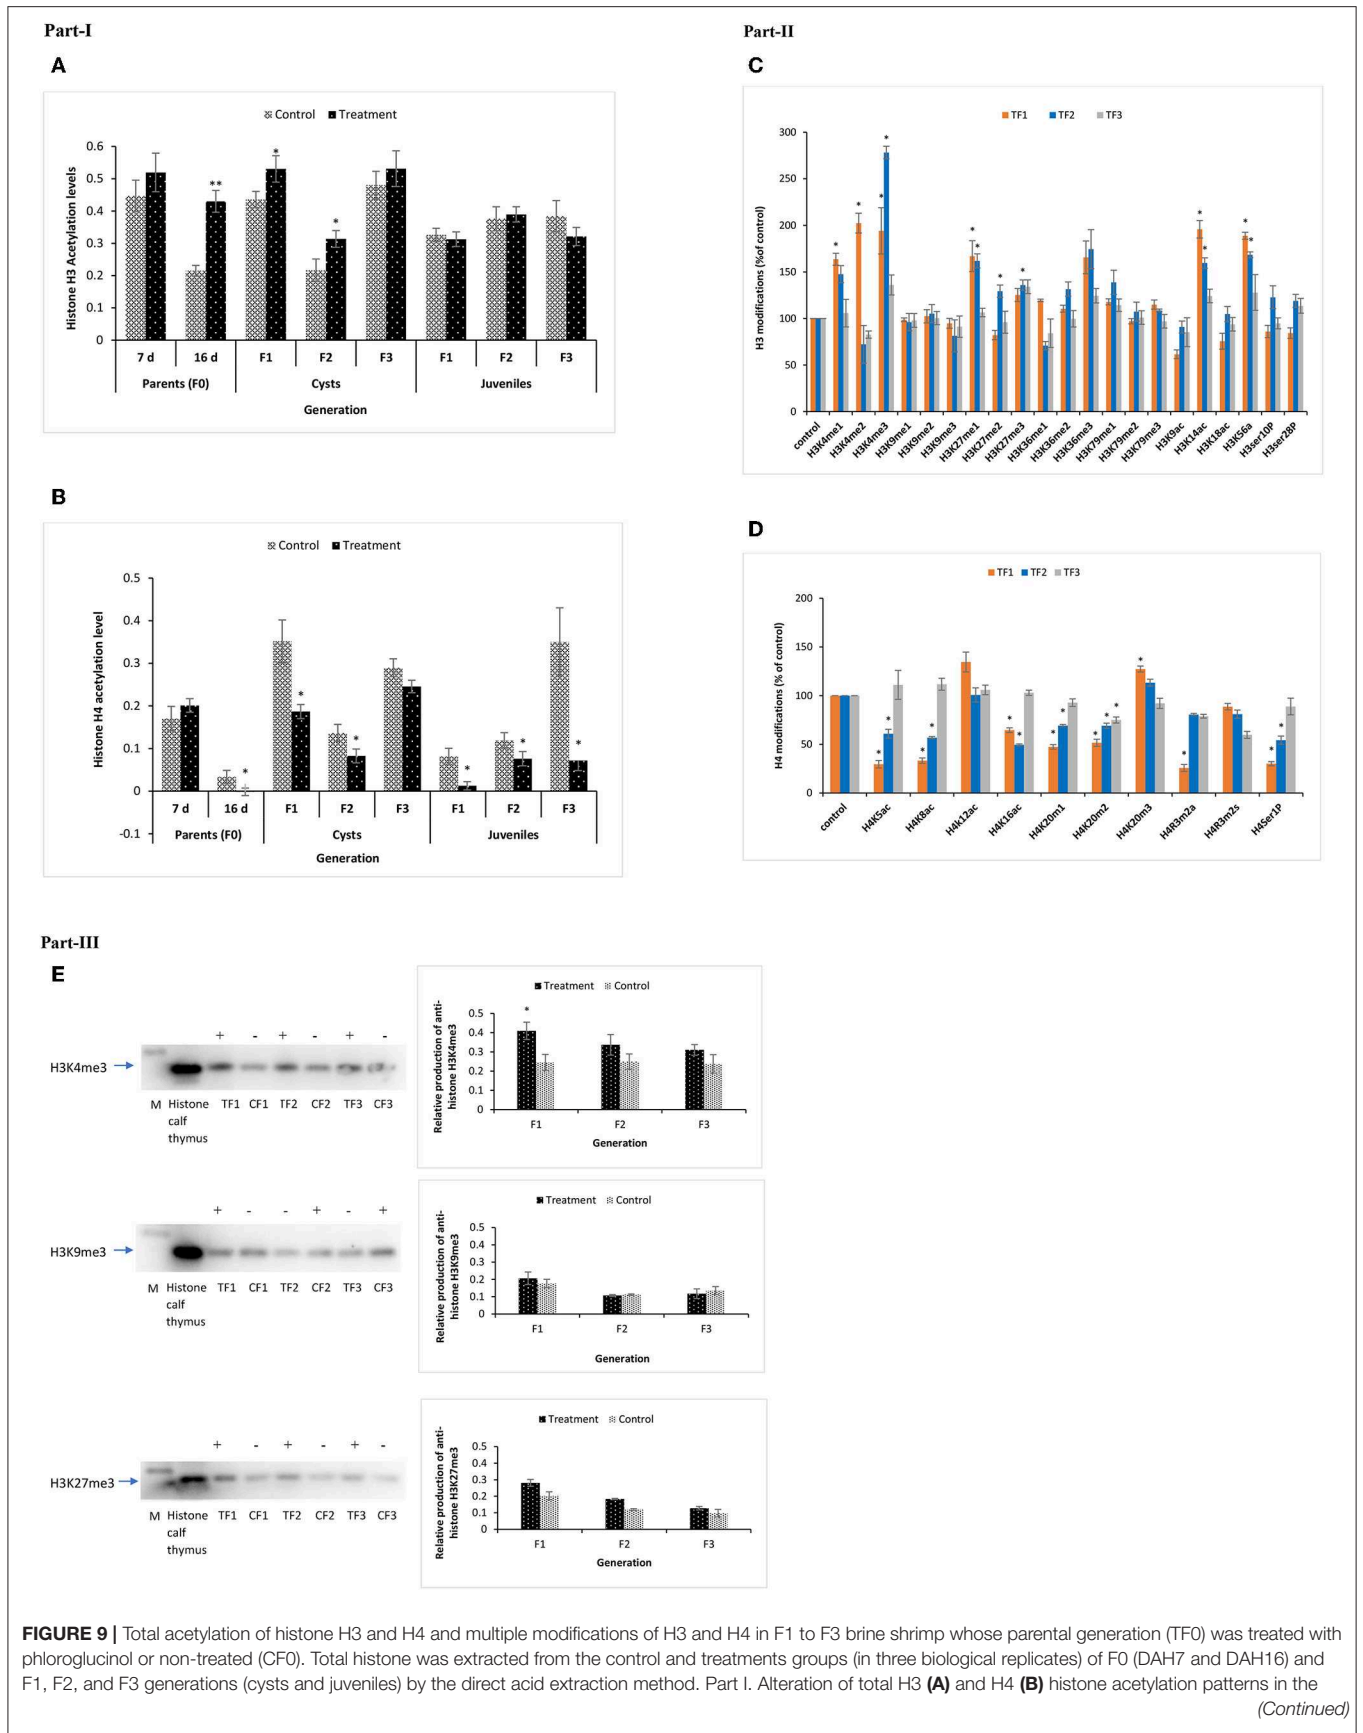 Part-I
A
Control Treatment
Histone H3 Acetylation levels
0.6
0.5
0.4
0.3
0.2
0.1
0
*
**
*
*
7 d 16 d F1 F2 F3 F1 F2 F3
Parents (F0) Cysts Juveniles
Generation
B
Control Treatment
Histone H4 acetylation level
0.5
0.4
0.3
0.2
0.1
0
-0.1
* * * * * *
7 d 16 d F1 F2 F3 F1 F2 F3
Parents (F0) Cysts Juveniles
Generation
Part-II
C
TF1 TF2 TF3
H3 modifications (%of control)
300
250
200
150
100
50
0
* * * * * * * * * * * *
control H3K4me1 H3K4me2 H3K4me3 H3K9me1 H3K9me2 H3K9me3 H3K27me1 H3K27me2 H3K27me3 H3K36me1 H3K36me2 H3K36me3 H3K79me1 H3K79me2 H3K79me3 H3K9ac H3K14ac H3K18ac H3K56a H3ser10P H3ser28P
D
TF1 TF2 TF3
H4 modifications (% of control)
200
150
100
50
0
* * * * * * * * * * * * * * *
control H4K5ac H4K8ac H4k12ac H4K16ac H4K20m1 H4K20m2 H4K20m3 H4R3m2a H4R3m2s H4Ser1P
Part-III
E
+ - + - + -
H3K4me3
M Histone calf thymus TF1 CF1 TF2 CF2 TF3 CF3
Treatment Control
Relative production of anti-
histone H3K4me3
0.5
0.4
0.3
0.2
0.1
0
*
F1 F2 F3
Generation
+ - - + - +
H3K9me3
M Histone calf thymus TF1 CF1 TF2 CF2 TF3 CF3
Treatment Control
Relative production of anti-
histone H3K9me3
0.5
0.4
0.3
0.2
0.1
0
F1 F2 F3
Generation
+ - + - + -
H3K27me3
M Histone calf thymus TF1 CF1 TF2 CF2 TF3 CF3
Treatment Control
Relative production of anti-
histone H3K27me3
0.5
0.4
0.3
0.2
0.1
0
F1 F2 F3
Generation
FIGURE 9 | Total acetylation of histone H3 and H4 and multiple modifications of H3 and H4 in F1 to F3 brine shrimp whose parental generation (TF0) was treated with
phloroglucinol or non-treated (CF0). Total histone was extracted from the control and treatments groups (in three biological replicates) of F0 (DAH7 and DAH16) and
F1, F2, and F3 generations (cysts and juveniles) by the direct acid extraction method. Part I. Alteration of total H3 (A) and H4 (B) histone acetylation patterns in the
(Continued)